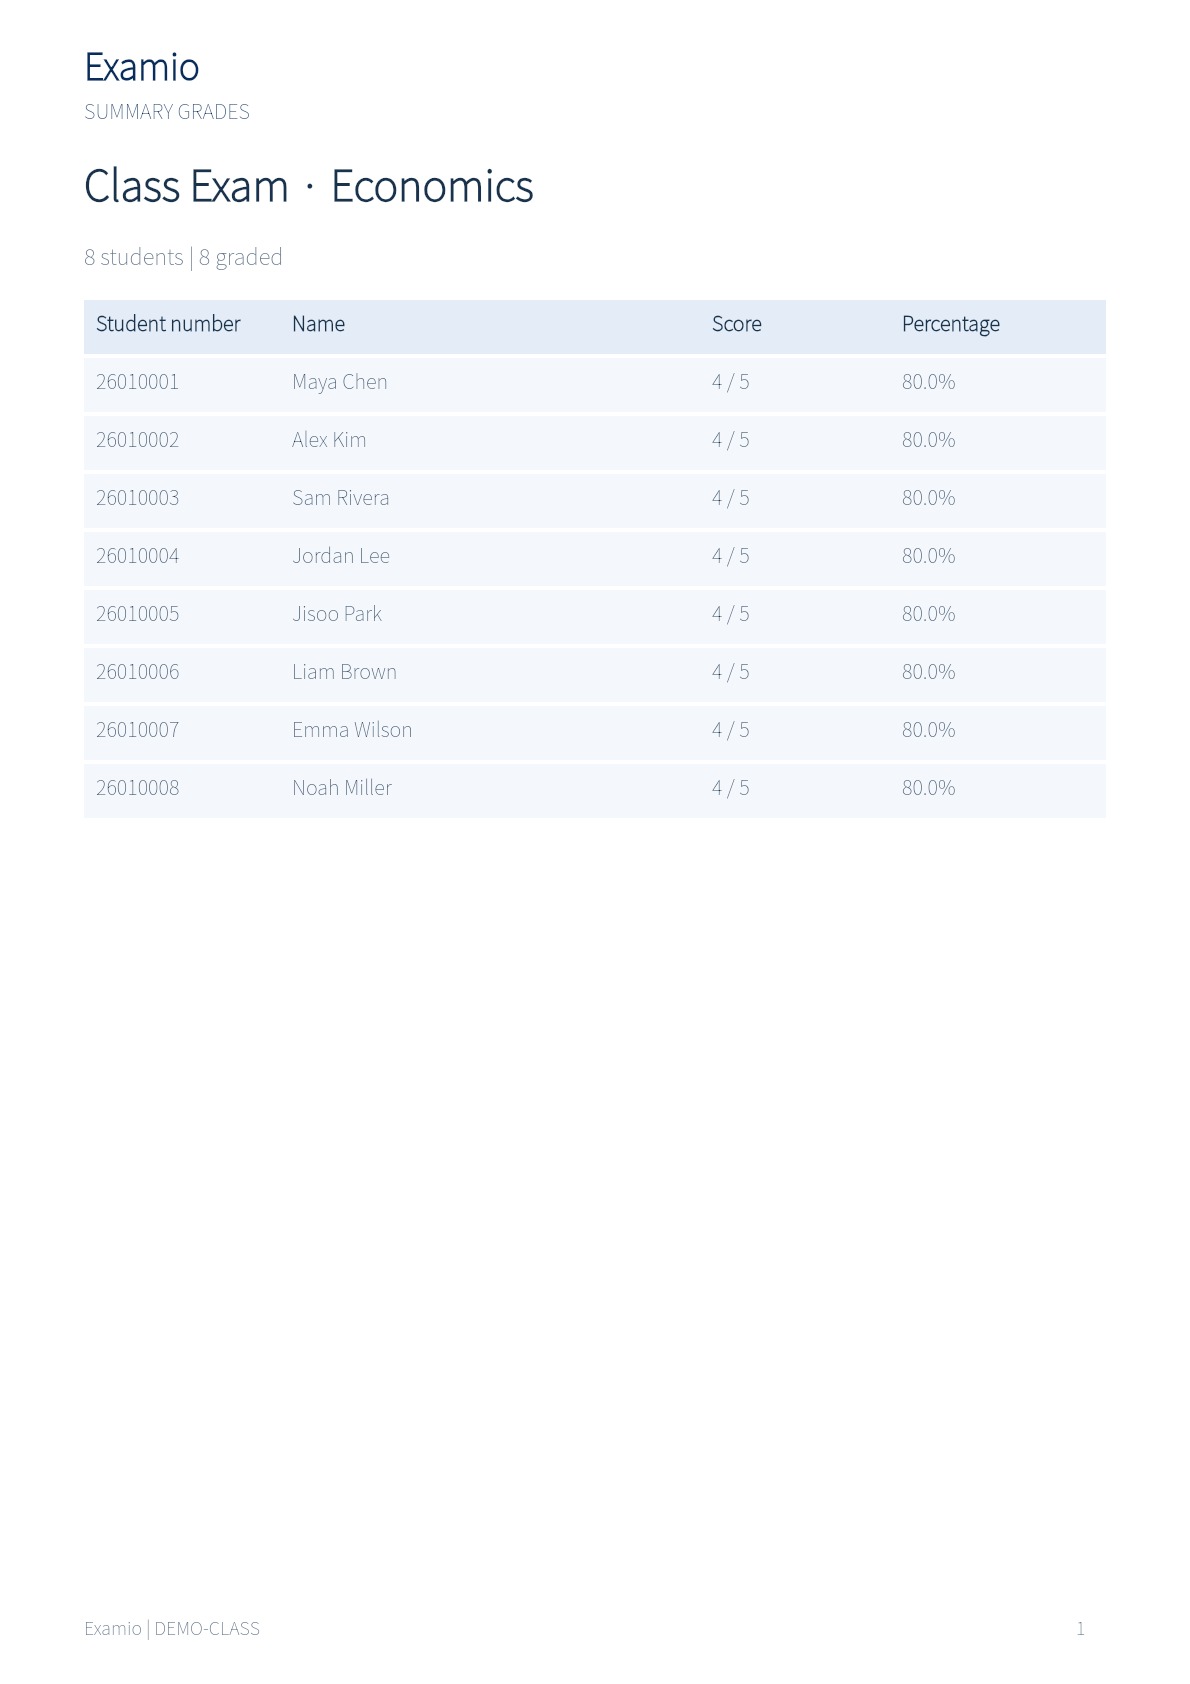 Examio
SUMMARY GRADES
Class Exam · Economics
8 students | 8 graded
Student number Name Score Percentage
26010001 Maya Chen 4 / 5 80.0%
26010002 Alex Kim 4 / 5 80.0%
26010003 Sam Rivera 4 / 5 80.0%
26010004 Jordan Lee 4 / 5 80.0%
26010005 Jisoo Park 4 / 5 80.0%
26010006 Liam Brown 4 / 5 80.0%
26010007 Emma Wilson 4 / 5 80.0%
26010008 Noah Miller 4 / 5 80.0%
Examio | DEMO-CLASS 1